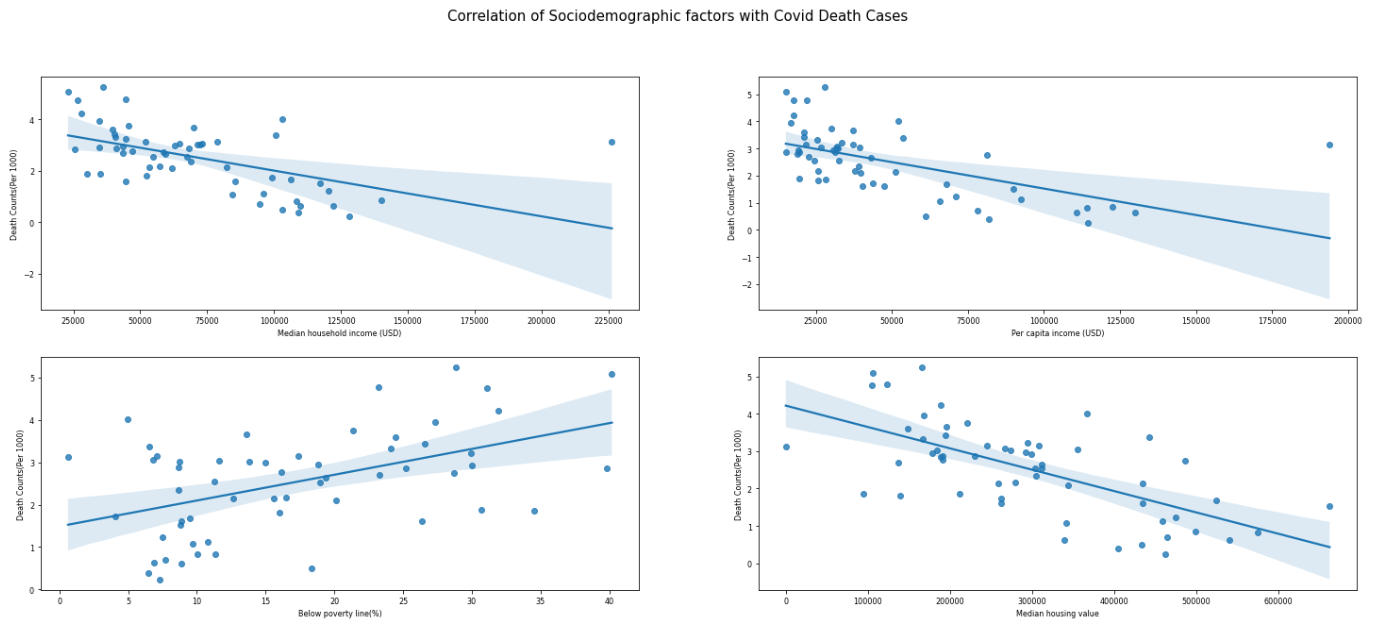 Correlation of Sociodemographic factors with Covid Death Cases
Death Counts(Per 1000)
4
2
0
−2
25000 50000 75000 100000 125000 150000 175000 200000 225000
Median household income (USD)
Death Counts(Per 1000)
5
4
3
2
1
0
−1
−2
25000 50000 75000 100000 125000 150000 175000 200000
Per capita income (USD)
Death Counts(Per 1000)
5
4
3
2
1
0
0 5 10 15 20 25 30 35 40
Below poverty line(%)
Death Counts(Per 1000)
5
4
3
2
1
0
0 100000 200000 300000 400000 500000 600000
Median housing value